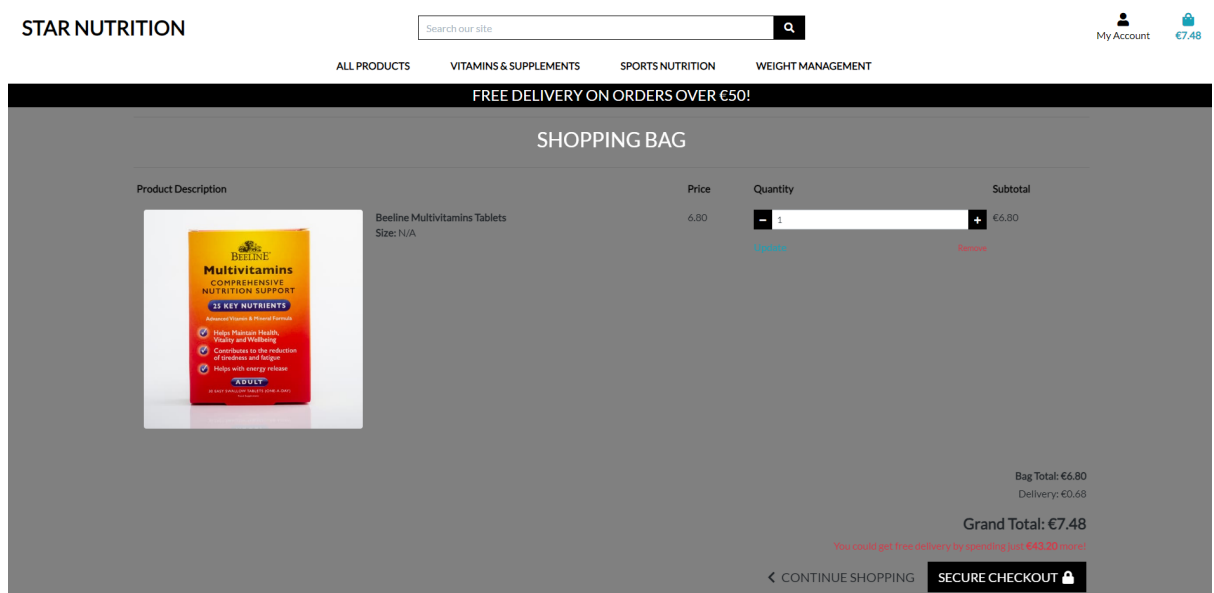 STAR NUTRITION
Search our site
My Account
€7.48
ALL PRODUCTS VITAMINS & SUPPLEMENTS SPORTS NUTRITION WEIGHT MANAGEMENT
FREE DELIVERY ON ORDERS OVER €50!
SHOPPING BAG
Product Description Price Quantity Subtotal
Beeline Multivitamins Tablets 6.80 1 €6.80
Size: N/A
Update Remove
BEELINE
Multivitamins
COMPREHENSIVE
NUTRITION SUPPORT
25 KEY NUTRIENTS
Advanced Vitamin & Mineral Formula
Helps Maintain Health,
Vitality and Wellbeing
Contributes to the reduction
of tiredness and fatigue
Helps with energy release
ADULT
Bag Total: €6.80
Delivery: €0.68
Grand Total: €7.48
You could get free delivery by spending just €43.20 more!
CONTINUE SHOPPING SECURE CHECKOUT